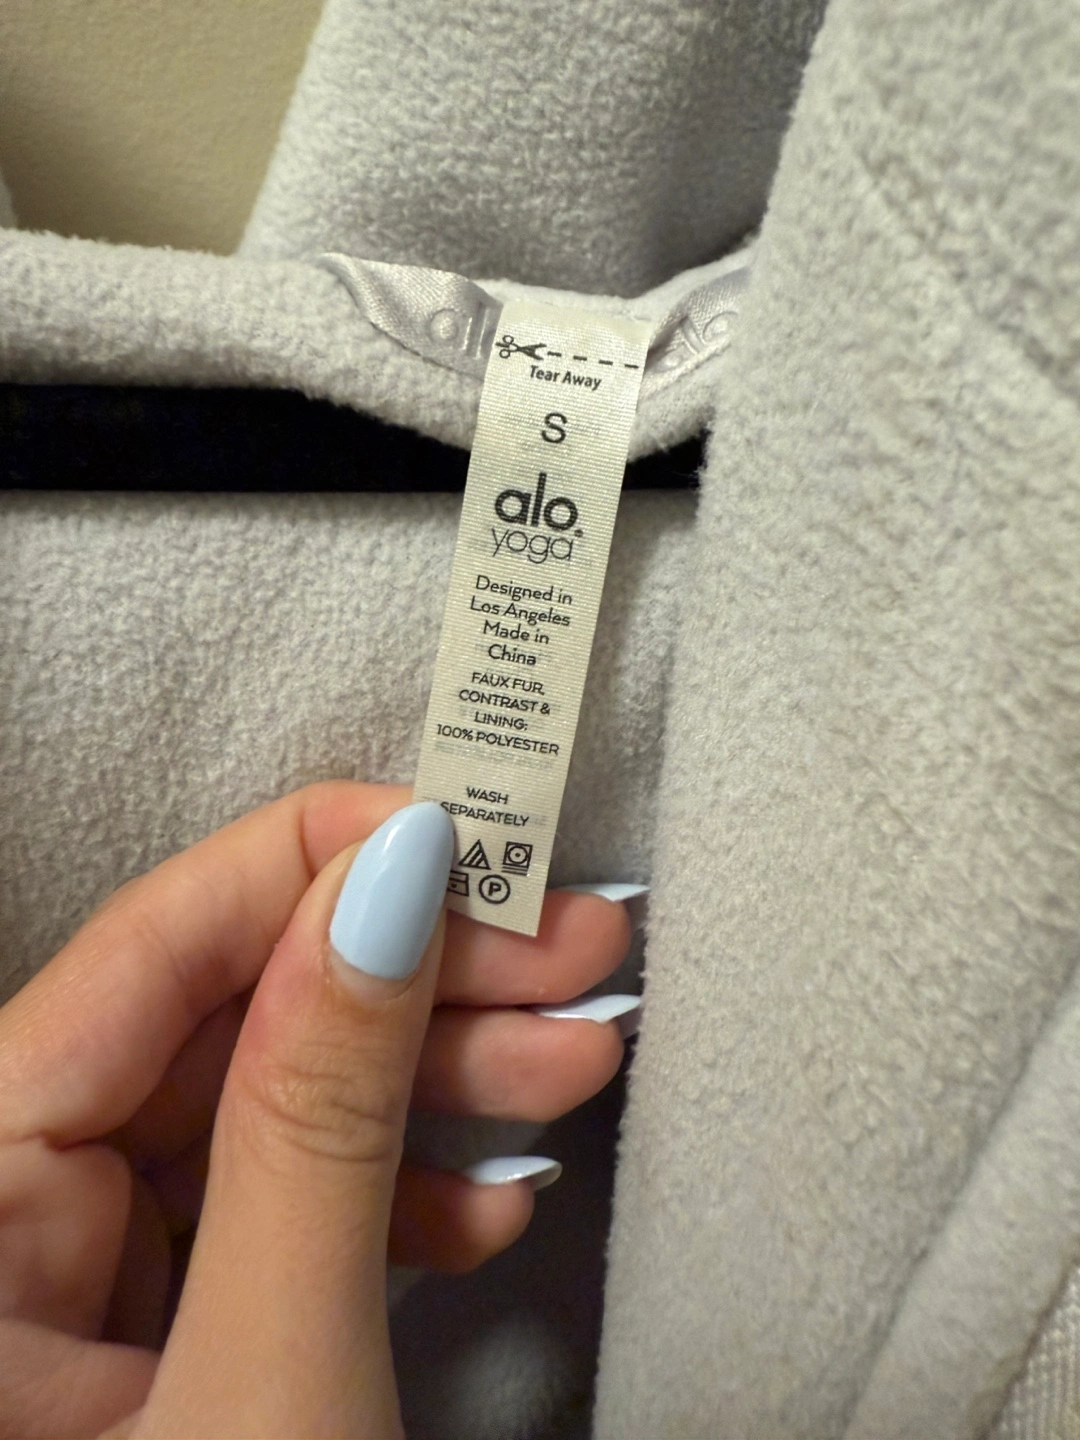 Tear Away
S
alo®
yoga
Designed in
Los Angeles
Made in
China
FAUX FUR,
CONTRAST &
LINING:
100% POLYESTER
WASH
SEPARATELY
P